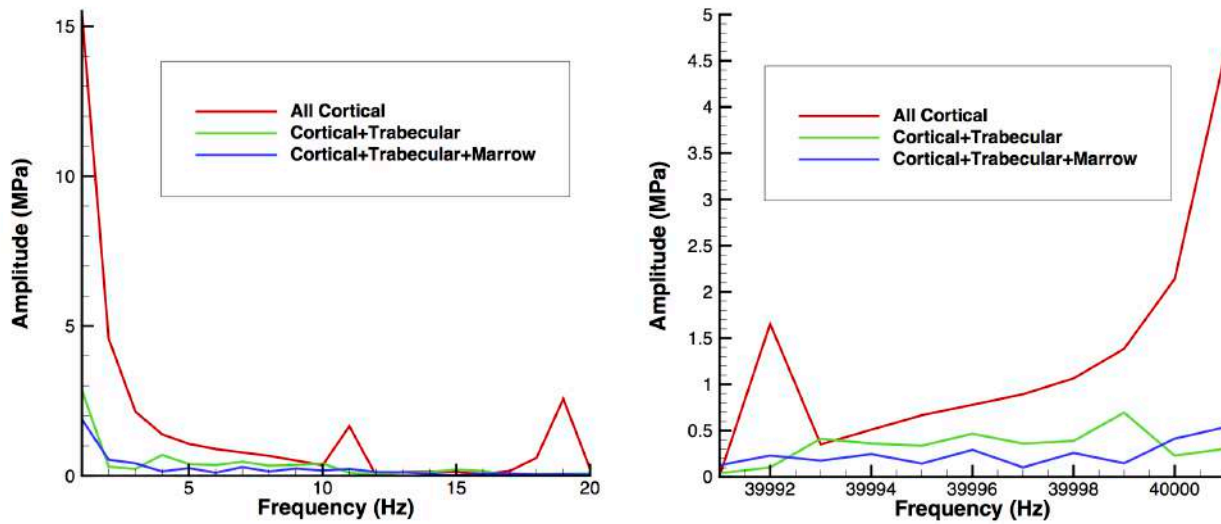 15
10
5
0
5
10
15
20
Amplitude (MPa)
Frequency (Hz)
All Cortical
Cortical+Trabecular
Cortical+Trabecular+Marrow
5
4.5
4
3.5
3
2.5
2
1.5
1
0.5
0
39992
39994
39996
39998
40000
Amplitude (MPa)
Frequency (Hz)
All Cortical
Cortical+Trabecular
Cortical+Trabecular+Marrow